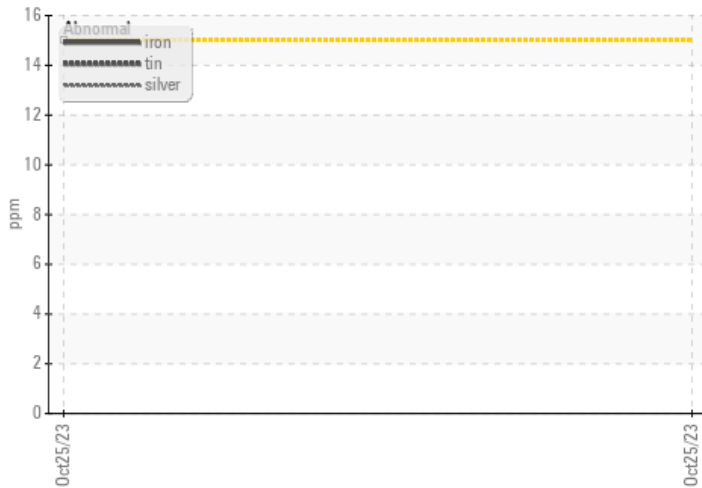 16
14
12
10
8
6
4
2
0
ppm
Abnormal
iron
tin
silver
Oct25/23
Oct25/23